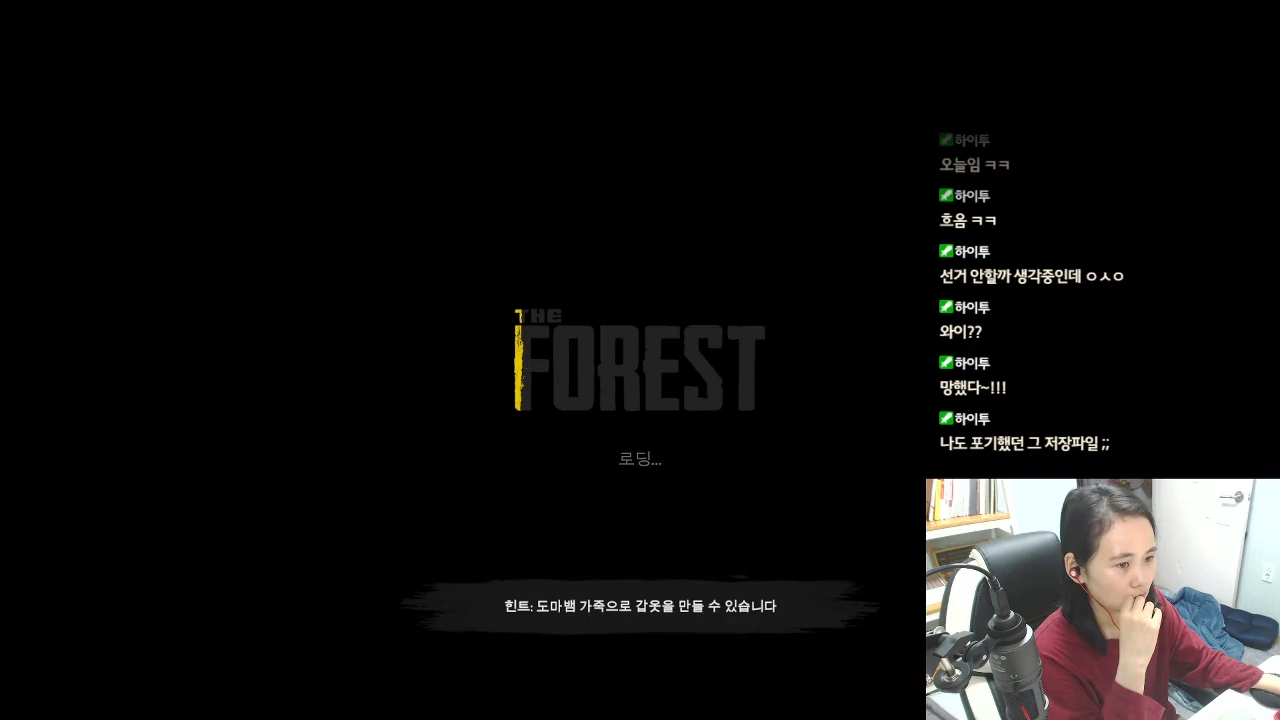 THE
FOREST
로딩...
힌트: 도마뱀 가죽으로 갑옷을 만들 수 있습니다
하이투
오늘임 ㅋㅋ
하이투
흐음 ㅋㅋ
하이투
선거 안할까 생각중인데 ㅇㅅㅇ
하이투
와이??
하이투
망했다~!!!
하이투
나도 포기했던 그 저장파일 ;;